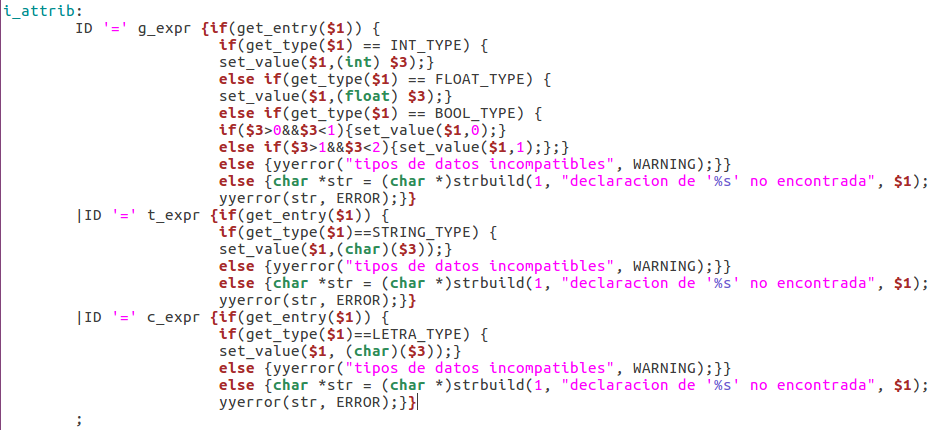 i_attrib:
ID '=' g_expr {if(get_entry($1)) {
if(get_type($1) == INT_TYPE) {
set_value($1,(int) $3);}
else if(get_type($1) == FLOAT_TYPE) {
set_value($1,(float) $3);}
else if(get_type($1) == BOOL_TYPE) {
if($3>0&&$3<1){set_value($1,0);}
else if($3>1&&$3<2){set_value($1,1);};}
else {yyerror("tipos de datos incompatibles", WARNING);}}
else {char *str = (char *)strbuild(1, "declaracion de '%s' no encontrada", $1);
yyerror(str, ERROR);}}
|ID '=' t_expr {if(get_entry($1)) {
if(get_type($1)==STRING_TYPE) {
set_value($1,(char)($3));}
else {yyerror("tipos de datos incompatibles", WARNING);}}
else {char *str = (char *)strbuild(1, "declaracion de '%s' no encontrada", $1);
yyerror(str, ERROR);}}
|ID '=' c_expr {if(get_entry($1)) {
if(get_type($1)==LETRA_TYPE) {
set_value($1, (char)($3));}
else {yyerror("tipos de datos incompatibles", WARNING);}}
else {char *str = (char *)strbuild(1, "declaracion de '%s' no encontrada", $1);
yyerror(str, ERROR);}}
;